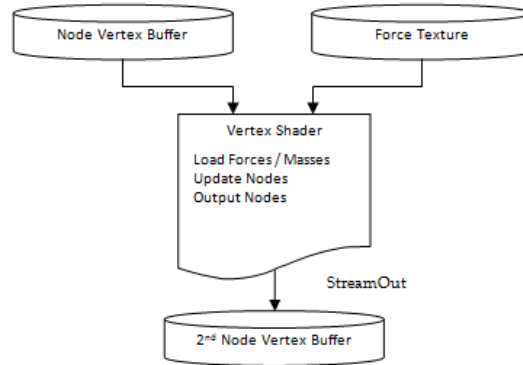 Node Vertex Buffer
Force Texture
Vertex Shader
Load Forces / Masses
Update Nodes
Output Nodes
StreamOut
2nd Node Vertex Buffer